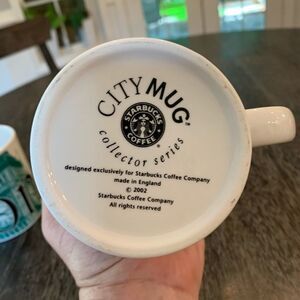 CITY MUG®
STARBUCKS
COFFEE
®
collector series
designed exclusively for Starbucks Coffee Company
made in England
© 2002
Starbucks Coffee Company
All rights reserved